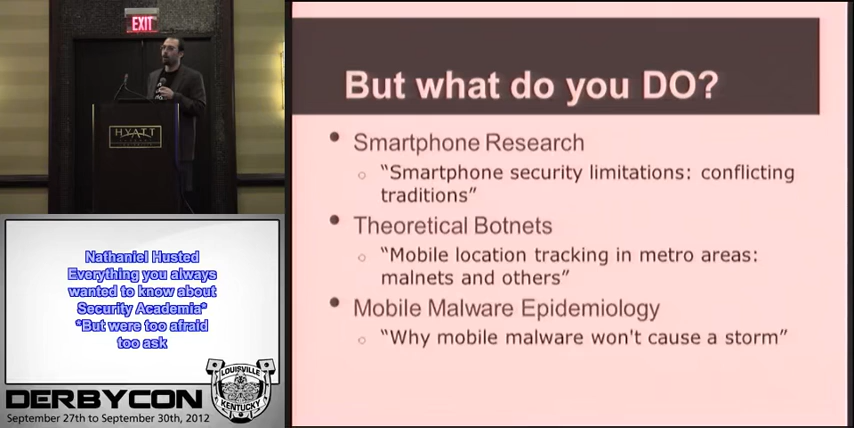 EXIT
HYATT
Nathaniel Husted
Everything you always
wanted to know about
Security Academia*
*But were too afraid
too ask
LOUISVILLE
KENTUCKY
DERBYCON
September 27th to September 30th, 2012
But what do you DO?
• Smartphone Research
○ “Smartphone security limitations: conflicting
traditions”
• Theoretical Botnets
○ “Mobile location tracking in metro areas:
malnets and others”
• Mobile Malware Epidemiology
○ “Why mobile malware won't cause a storm”